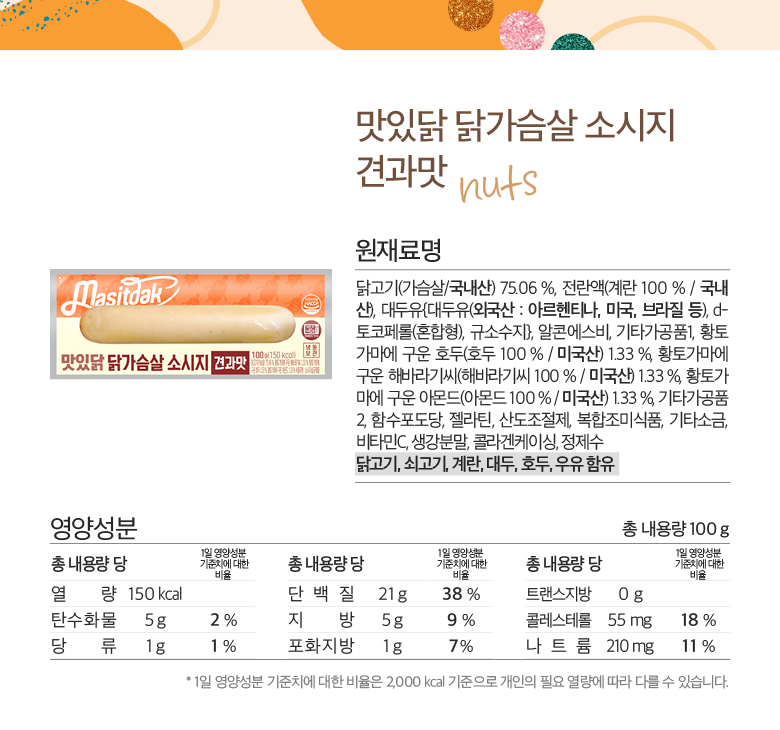 맛있닭 닭가슴살 소시지
견과맛 nuts
원재료명
닭고기(가슴살/국내산) 75.06 %, 전란액(계란 100 % / 국내
산), 대두유{대두유(외국산 : 아르헨티나, 미국, 브라질 등), d-
토코페롤(혼합형), 규소수지}, 알콘에스비, 기타가공품1, 황토
가마에 구운 호두(호두 100 % / 미국산) 1.33 %, 황토가마에
구운 해바라기씨(해바라기씨 100 % / 미국산) 1.33 %, 황토가
마에 구운 아몬드(아몬드 100 % / 미국산) 1.33 %, 기타가공품
2, 함수포도당, 젤라틴, 산도조절제, 복합조미식품, 기타소금,
비타민C, 생강분말, 콜라겐케이싱, 정제수
닭고기, 쇠고기, 계란, 대두, 호두, 우유 함유
Masitdak
HACCP
맛있닭 닭가슴살 소시지 견과맛
100g(150 kcal)
냉동
보관
영양성분
총 내용량 100 g
총 내용량 당 1일 영양성분 기준치에 대한 비율 총 내용량 당 1일 영양성분 기준치에 대한 비율 총 내용량 당 1일 영양성분 기준치에 대한 비율
열 량 150 kcal 단 백 질 21 g 38 % 트랜스지방 0 g
탄수화물 5 g 2 % 지 방 5 g 9 % 콜레스테롤 55 mg 18 %
당 류 1 g 1 % 포화지방 1 g 7% 나 트 륨 210 mg 11 %
* 1일 영양성분 기준치에 대한 비율은 2,000 kcal 기준으로 개인의 필요 열량에 따라 다를 수 있습니다.